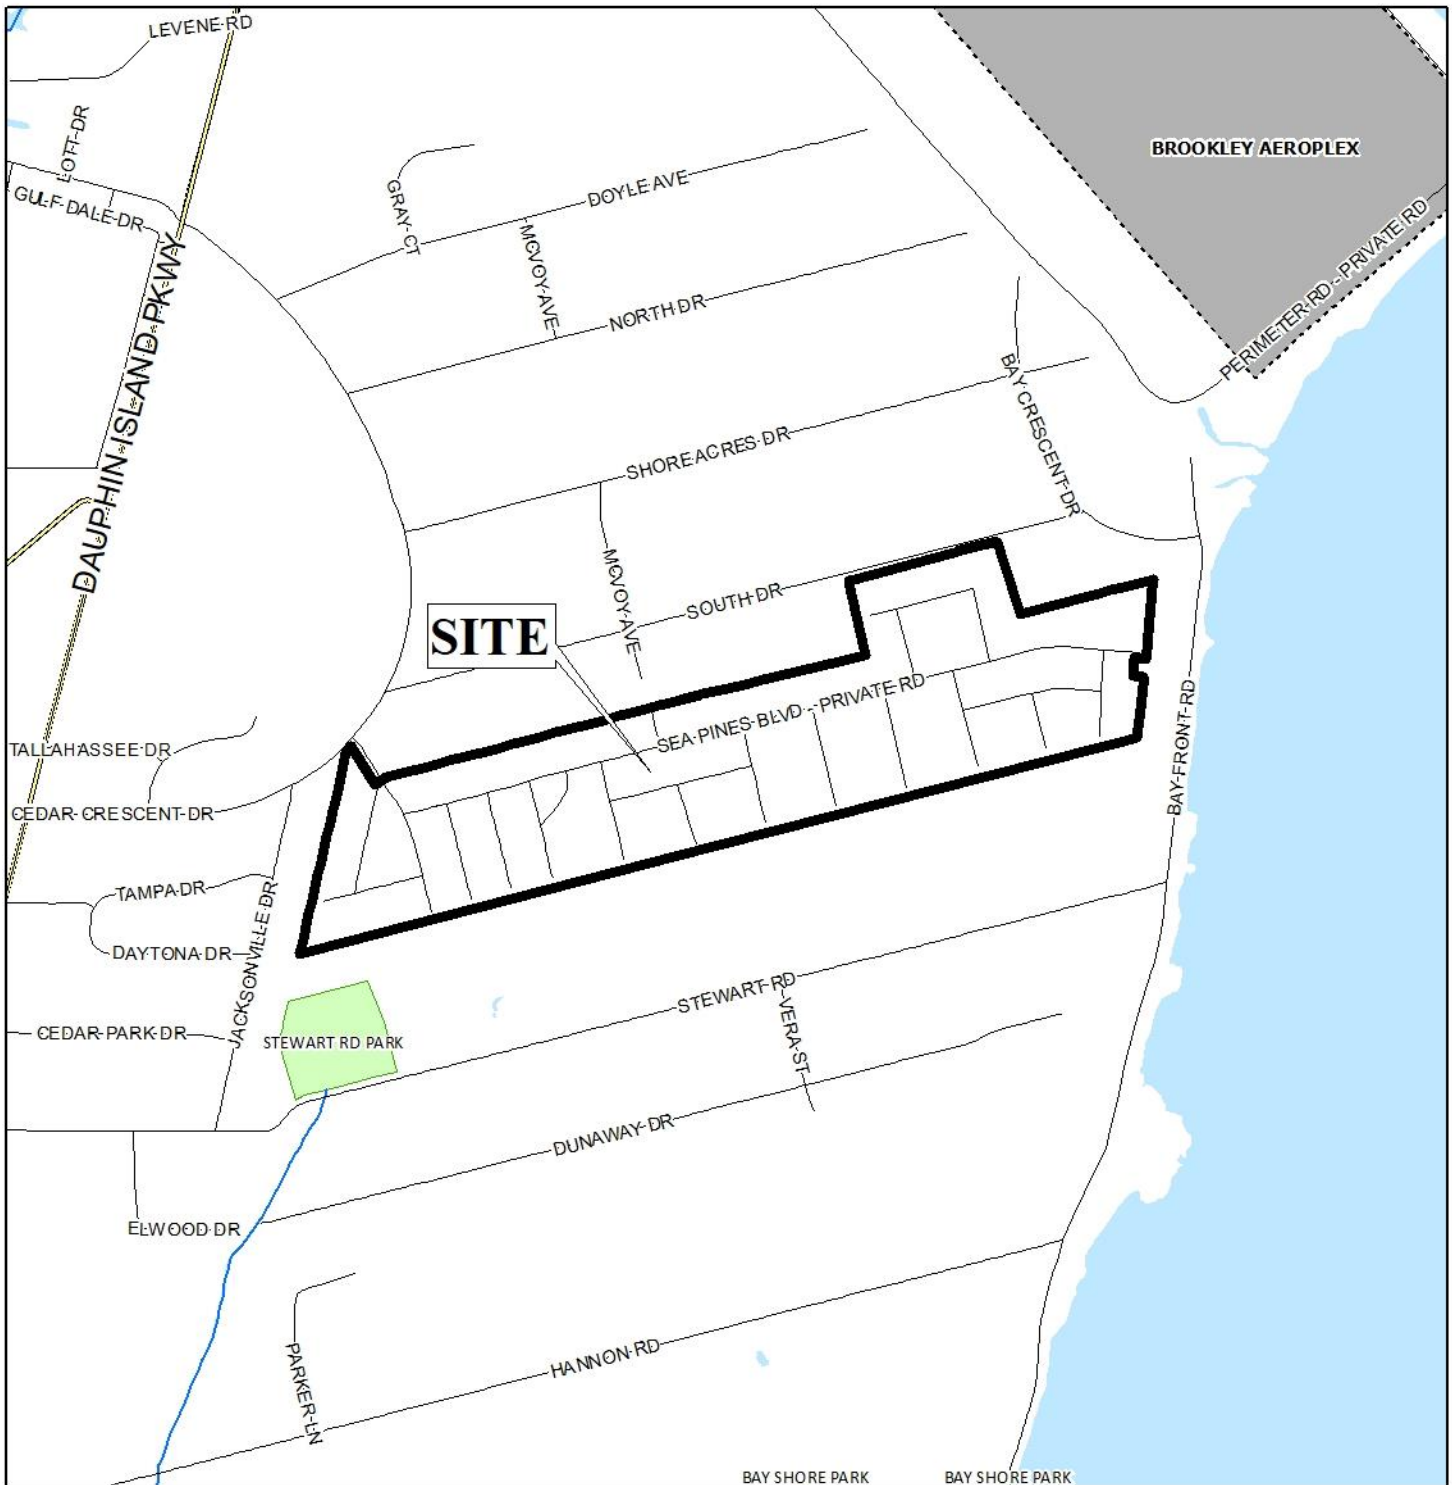 LEVENE RD
LOTT DR
GULF DALE DR
BROOKLEY AEROPLEX
GRAY CT
DOYLE AVE
MCVOY AVE
NORTH DR
PERIMETER RD - PRIVATE RD
DAUPHIN ISLAND PKWY
BAY CRESCENT DR
SHORE ACRES DR
MCVOY AVE
SOUTH DR
SITE
SEA PINES BLVD - PRIVATE RD
BAY FRONT RD
TALLAHASSEE DR
CEDAR CRESCENT DR
TAMPA DR
JACKSONVILLE DR
DAYTONA DR
STEWART RD
VERA ST
CEDAR PARK DR
STEWART RD PARK
DUNAWAY DR
ELWOOD DR
PARKER LN
HANNON RD
BAY SHORE PARK
BAY SHORE PARK